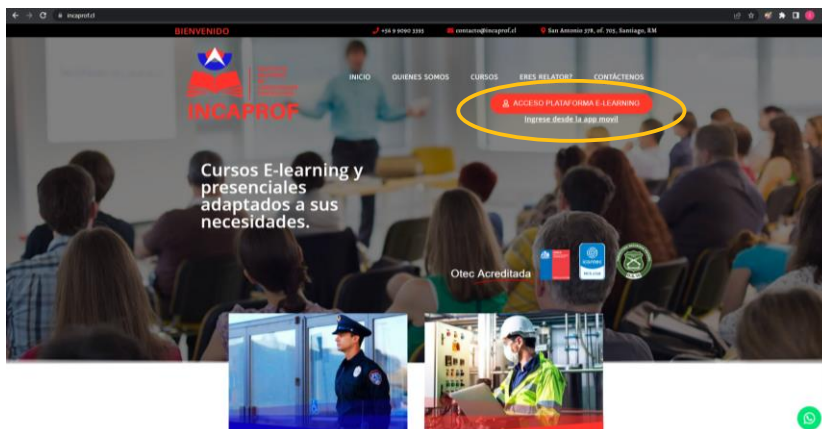 incaprof.cl
BIENVENIDO
+56 9 9090 3393
contacto@incaprof.cl
San Antonio 378, of. 703, Santiago, RM
INICIO
QUIENES SOMOS
CURSOS
ERES RELATOR?
CONTÁCTENOS
INCAPROF
ACCESO PLATAFORMA E-LEARNING
Ingrese desde la app movil
Cursos E-learning y
presenciales
adaptados a sus
necesidades.
Otec Acreditada